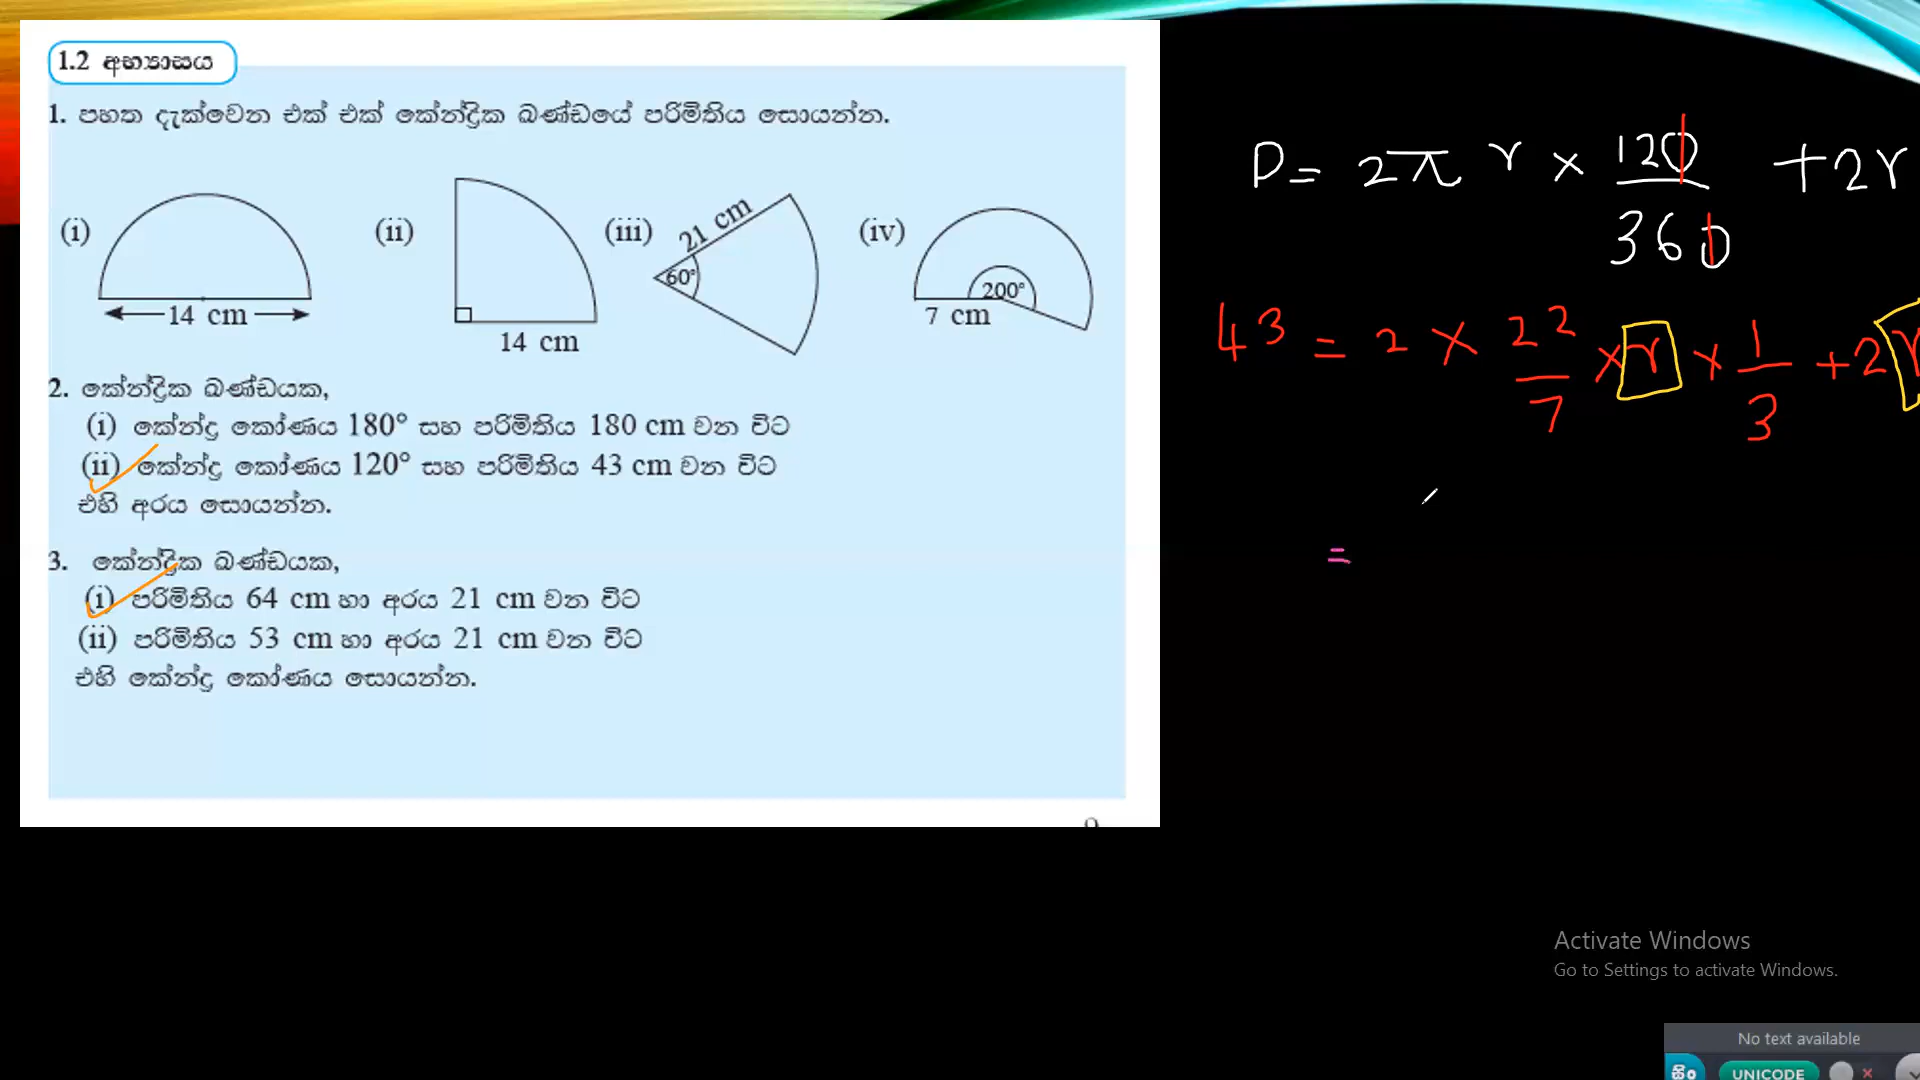 1.2 අභ්‍යාසය
1. පහත දැක්වෙන එක් එක් කේන්ද්‍රික ඛණ්ඩයේ පරිමිතිය සොයන්න.
(i) 14 cm
(ii) 14 cm
(iii) 21 cm 60°
(iv) 200° 7 cm
2. කේන්ද්‍රික ඛණ්ඩයක,
(i) කේන්ද්‍ර කෝණය 180° සහ පරිමිතිය 180 cm වන විට
(ii) කේන්ද්‍ර කෝණය 120° සහ පරිමිතිය 43 cm වන විට
එහි අරය සොයන්න.
3. කේන්ද්‍රික ඛණ්ඩයක,
(i) පරිමිතිය 64 cm හා අරය 21 cm වන විට
(ii) පරිමිතිය 53 cm හා අරය 21 cm වන විට
එහි කේන්ද්‍ර කෝණය සොයන්න.
P = 2π r × 120/360 + 2r
43 = 2 × 22/7 × r × 1/3 + 2r
=
Activate Windows
Go to Settings to activate Windows.
No text available
සිං UNICODE